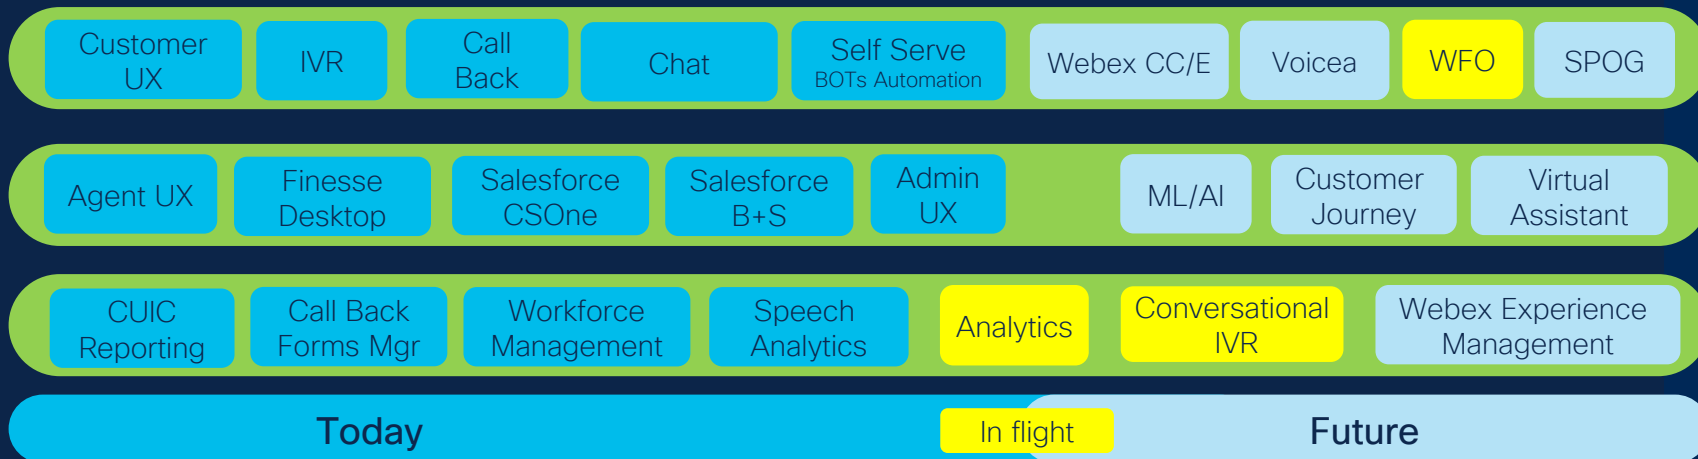 Customer
UX
IVR
Call
Back
Chat
Self Serve
BOTs Automation
Webex CC/E
Voicea
WFO
SPOG
Agent UX
Finesse
Desktop
Salesforce
CSOne
Salesforce
B+S
Admin
UX
ML/AI
Customer
Journey
Virtual
Assistant
CUIC
Reporting
Call Back
Forms Mgr
Workforce
Management
Speech
Analytics
Analytics
Conversational
IVR
Webex Experience
Management
Today
In flight
Future